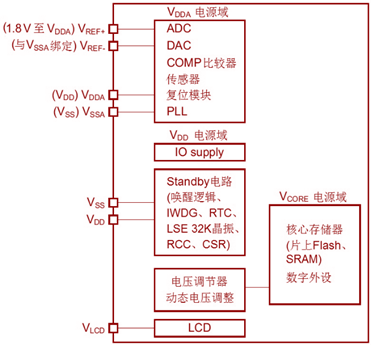 VDDA 电源域
(1.8V 至 VDDA) VREF+
(与VSSA绑定) VREF-
(VDD) VDDA
(VSS) VSSA
ADC
DAC
COMP比较器
传感器
复位模块
PLL
VDD 电源域
IO supply
VSS
VDD
Standby电路
(唤醒逻辑、
IWDG、RTC、
LSE 32K晶振、
RCC、CSR)
VCORE 电源域
核心存储器
(片上Flash、
SRAM)
数字外设
电压调节器
动态电压调整
VLCD
LCD